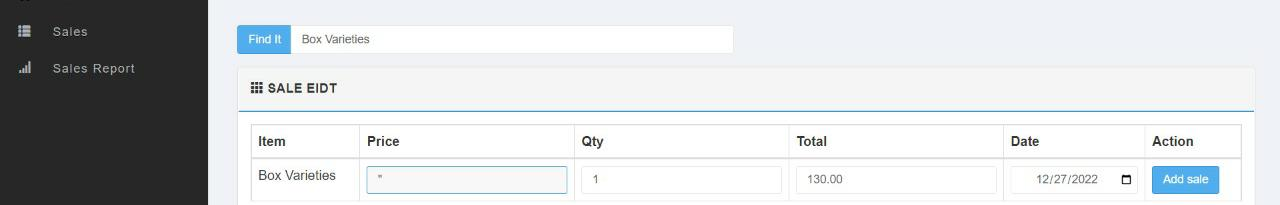 Sales
Sales Report
Find It Box Varieties
SALE EIDT
Item Price Qty Total Date Action
Box Varieties " 1 130.00 12/27/2022 Add sale